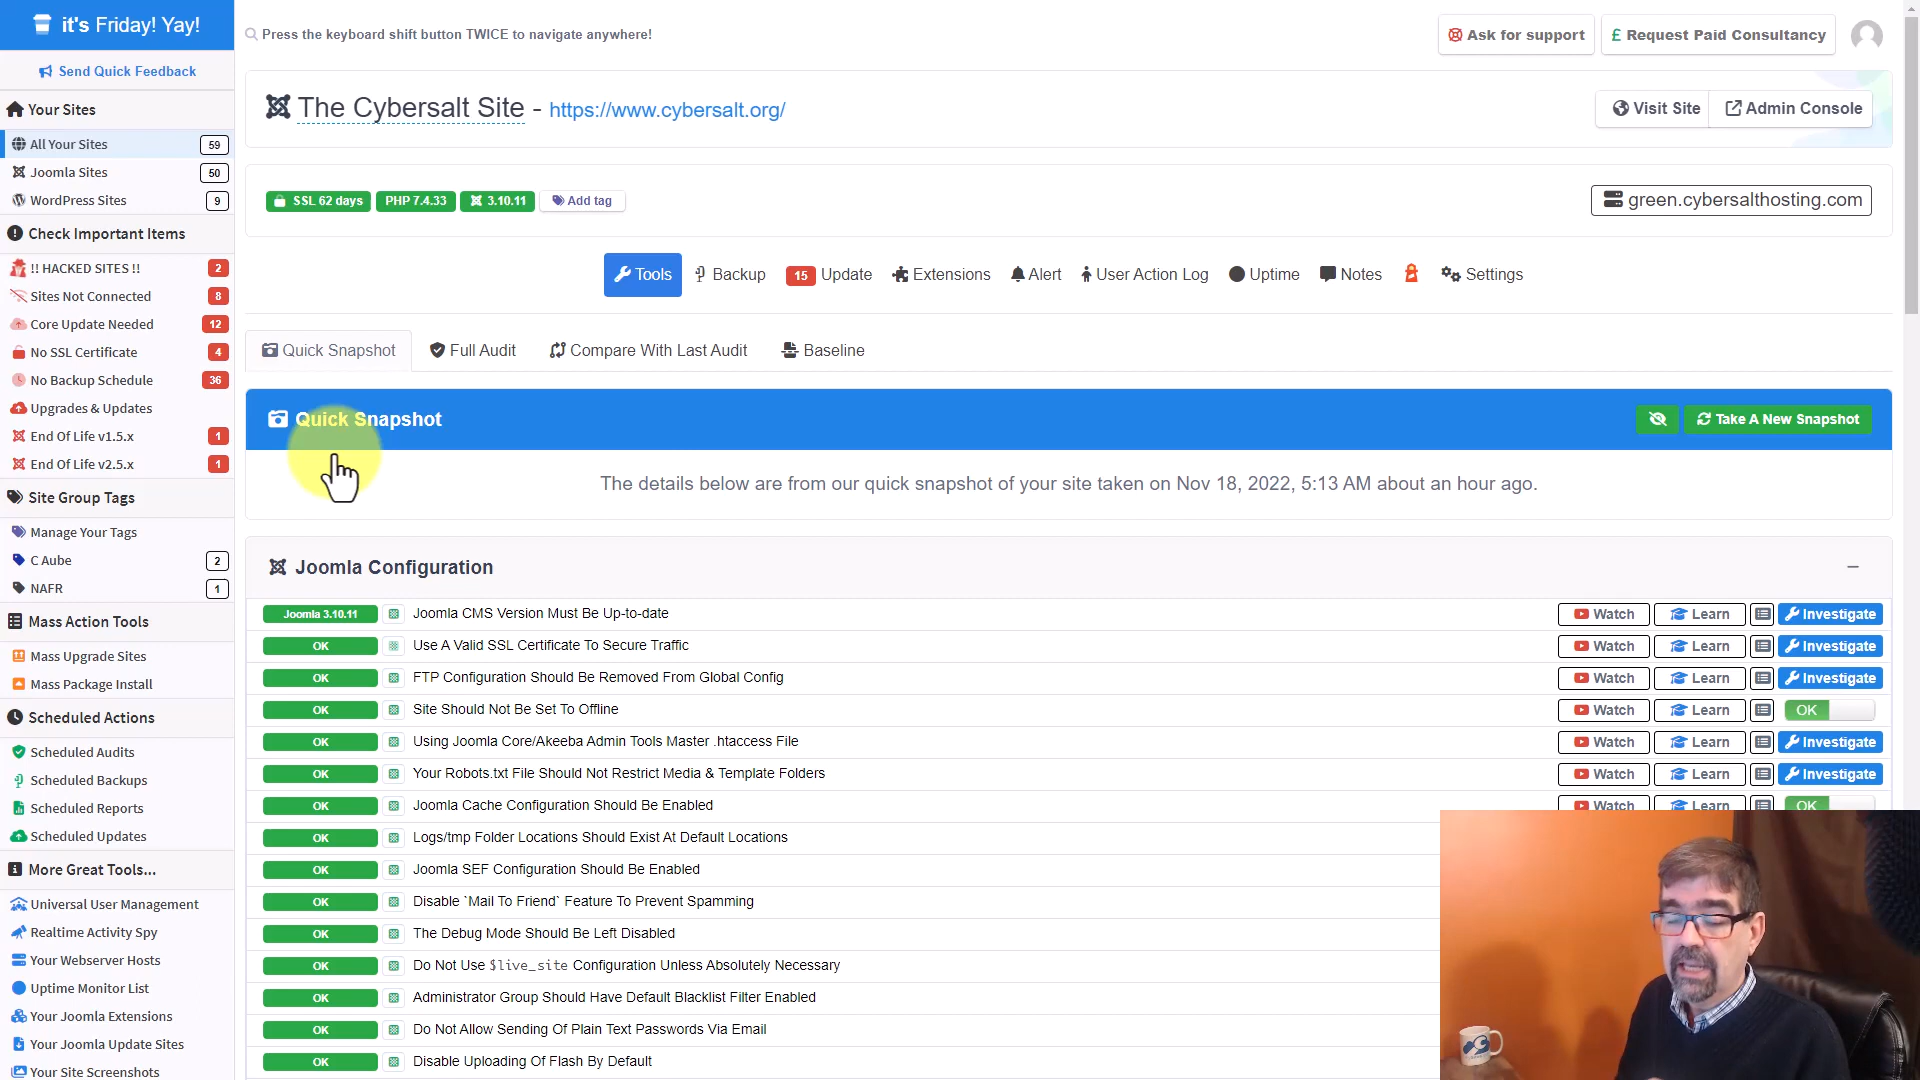 it's Friday! Yay!
Send Quick Feedback
Your Sites
All Your Sites 59
Joomla Sites 50
WordPress Sites 9
Check Important Items
!! HACKED SITES !! 2
Sites Not Connected 8
Core Update Needed 12
No SSL Certificate 4
No Backup Schedule 36
Upgrades & Updates
End Of Life v1.5.x 1
End Of Life v2.5.x 1
Site Group Tags
Manage Your Tags
C Aube 2
NAFR 1
Mass Action Tools
Mass Upgrade Sites
Mass Package Install
Scheduled Actions
Scheduled Audits
Scheduled Backups
Scheduled Reports
Scheduled Updates
More Great Tools...
Universal User Management
Realtime Activity Spy
Your Webserver Hosts
Uptime Monitor List
Your Joomla Extensions
Your Joomla Update Sites
Your Site Screenshots
Press the keyboard shift button TWICE to navigate anywhere!
Ask for support
£ Request Paid Consultancy
The Cybersalt Site - https://www.cybersalt.org/
Visit Site
Admin Console
SSL 62 days PHP 7.4.33 3.10.11 Add tag
green.cybersalthosting.com
Tools Backup 15 Update Extensions Alert User Action Log Uptime Notes Settings
Quick Snapshot Full Audit Compare With Last Audit Baseline
Quick Snapshot
Take A New Snapshot
The details below are from our quick snapshot of your site taken on Nov 18, 2022, 5:13 AM about an hour ago.
Joomla Configuration
Joomla 3.10.11 Joomla CMS Version Must Be Up-to-date Watch Learn Investigate
OK Use A Valid SSL Certificate To Secure Traffic Watch Learn Investigate
OK FTP Configuration Should Be Removed From Global Config Watch Learn Investigate
OK Site Should Not Be Set To Offline Watch Learn OK
OK Using Joomla Core/Akeeba Admin Tools Master .htaccess File Watch Learn Investigate
OK Your Robots.txt File Should Not Restrict Media & Template Folders Watch Learn Investigate
OK Joomla Cache Configuration Should Be Enabled Watch Learn OK
OK Logs/tmp Folder Locations Should Exist At Default Locations
OK Joomla SEF Configuration Should Be Enabled
OK Disable `Mail To Friend` Feature To Prevent Spamming
OK The Debug Mode Should Be Left Disabled
OK Do Not Use $live_site Configuration Unless Absolutely Necessary
OK Administrator Group Should Have Default Blacklist Filter Enabled
OK Do Not Allow Sending Of Plain Text Passwords Via Email
OK Disable Uploading Of Flash By Default